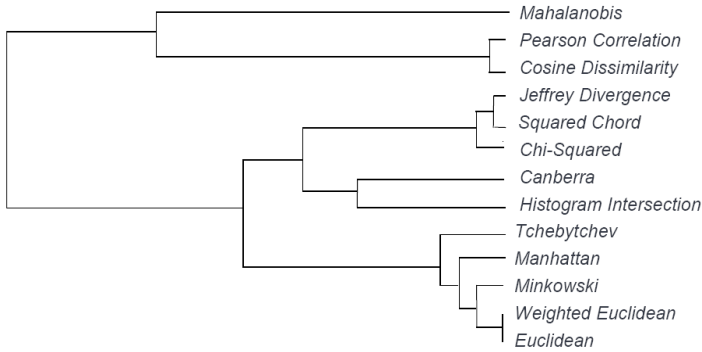 Mahalanobis
Pearson Correlation
Cosine Dissimilarity
Jeffrey Divergence
Squared Chord
Chi-Squared
Canberra
Histogram Intersection
Tchebytchev
Manhattan
Minkowski
Weighted Euclidean
Euclidean